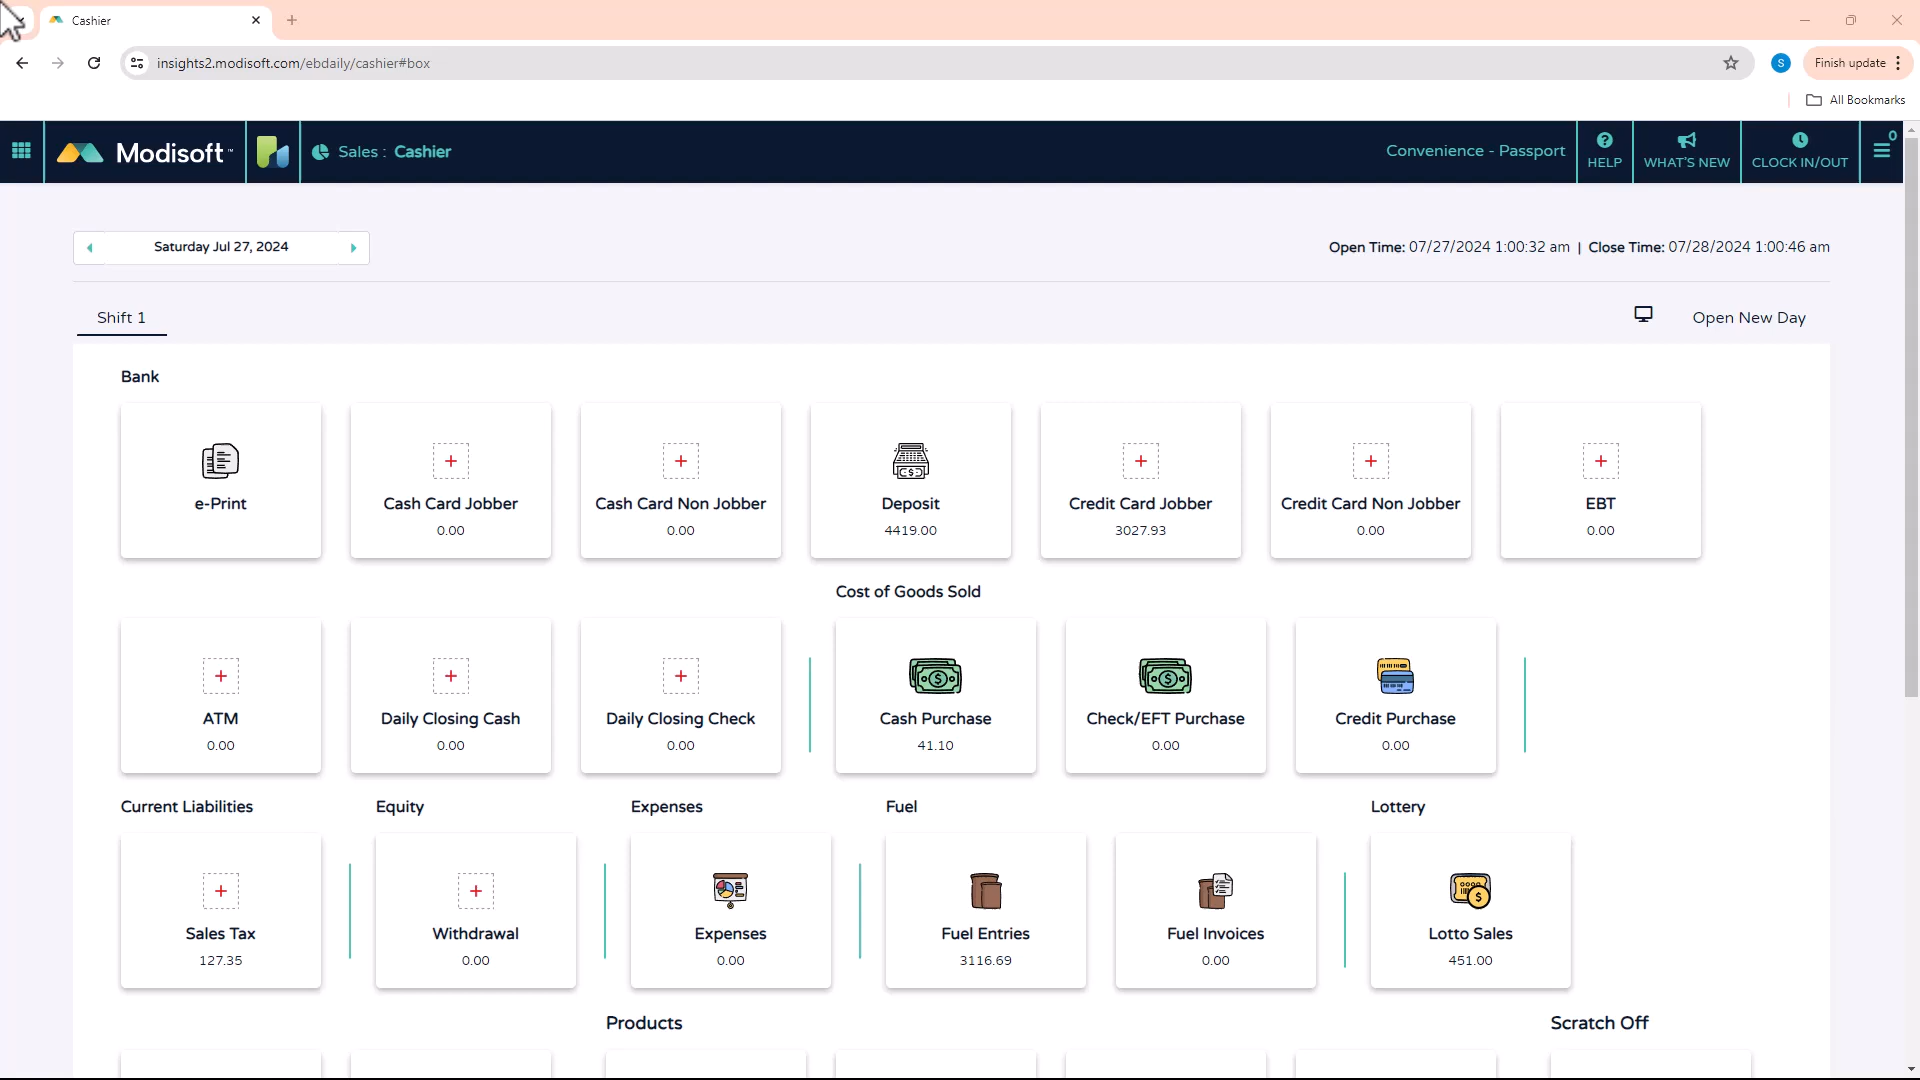 Cashier
insights2.modisoft.com/ebdaily/cashier#box
S
Finish update
All Bookmarks
Modisoft™
Sales : Cashier
Convenience - Passport
HELP
WHAT'S NEW
CLOCK IN/OUT
0
Saturday Jul 27, 2024
Open Time: 07/27/2024 1:00:32 am | Close Time: 07/28/2024 1:00:46 am
Shift 1
Open New Day
Bank
e-Print
Cash Card Jobber
0.00
Cash Card Non Jobber
0.00
Deposit
4419.00
Credit Card Jobber
3027.93
Credit Card Non Jobber
0.00
EBT
0.00
Cost of Goods Sold
ATM
0.00
Daily Closing Cash
0.00
Daily Closing Check
0.00
Cash Purchase
41.10
Check/EFT Purchase
0.00
Credit Purchase
0.00
Current Liabilities
Equity
Expenses
Fuel
Lottery
Sales Tax
127.35
Withdrawal
0.00
Expenses
0.00
Fuel Entries
3116.69
Fuel Invoices
0.00
Lotto Sales
451.00
Products
Scratch Off